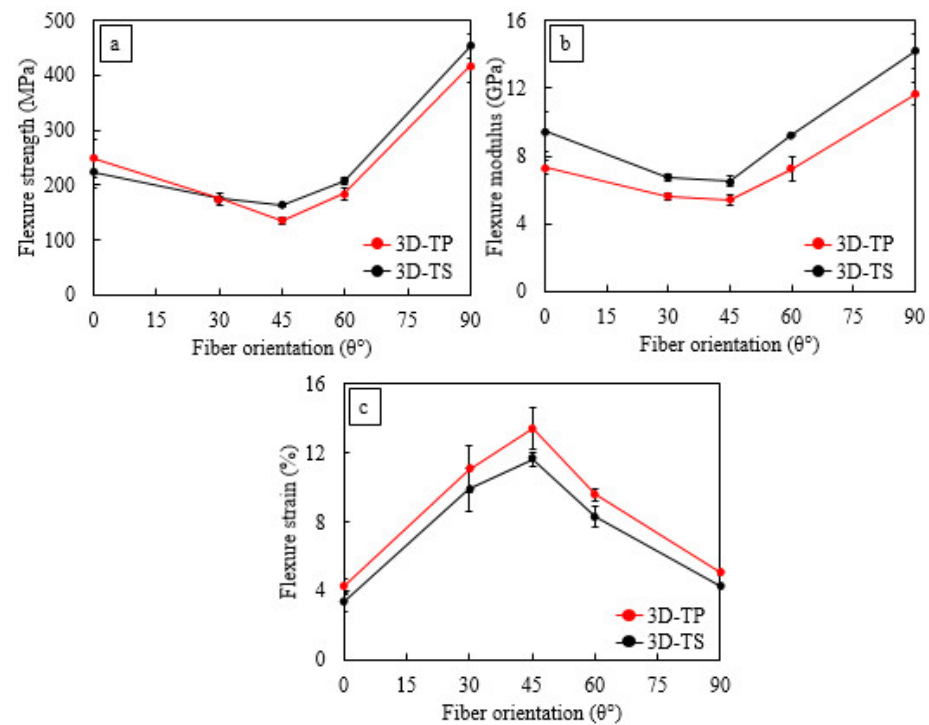 a
Flexure strength (MPa)
500
400
300
200
100
0
3D-TP
3D-TS
0 15 30 45 60 75 90
Fiber orientation (θ°)
b
Flexure modulus (GPa)
16
12
8
4
0
3D-TP
3D-TS
0 15 30 45 60 75 90
Fiber orientation (θ°)
c
Flexure strain (%)
16
12
8
4
0
3D-TP
3D-TS
0 15 30 45 60 75 90
Fiber orientation (θ°)